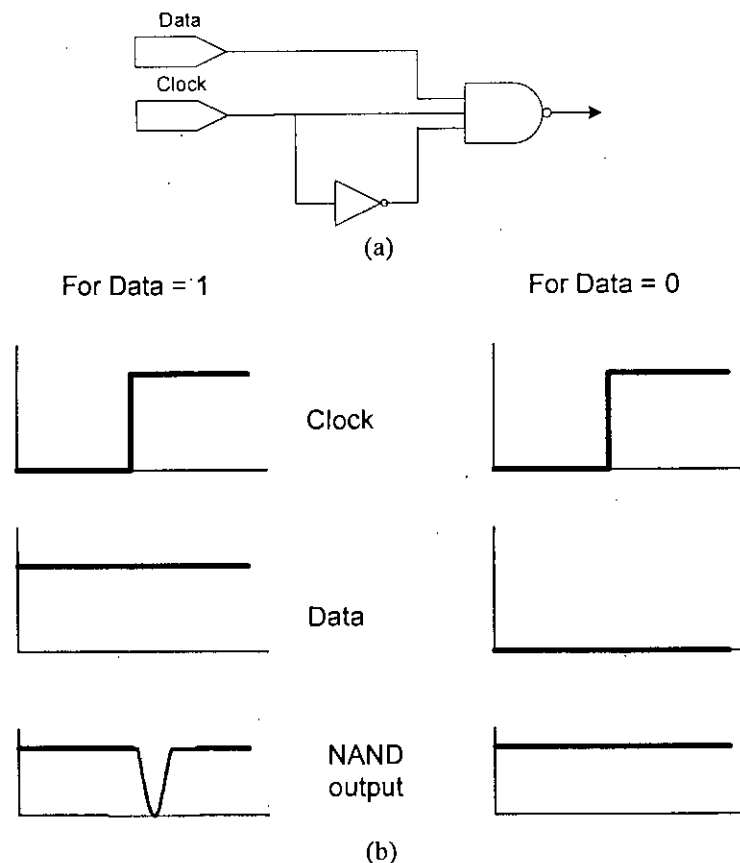 Data
Clock
(a)
For Data = 1
For Data = 0
Clock
Data
NAND
output
(b)